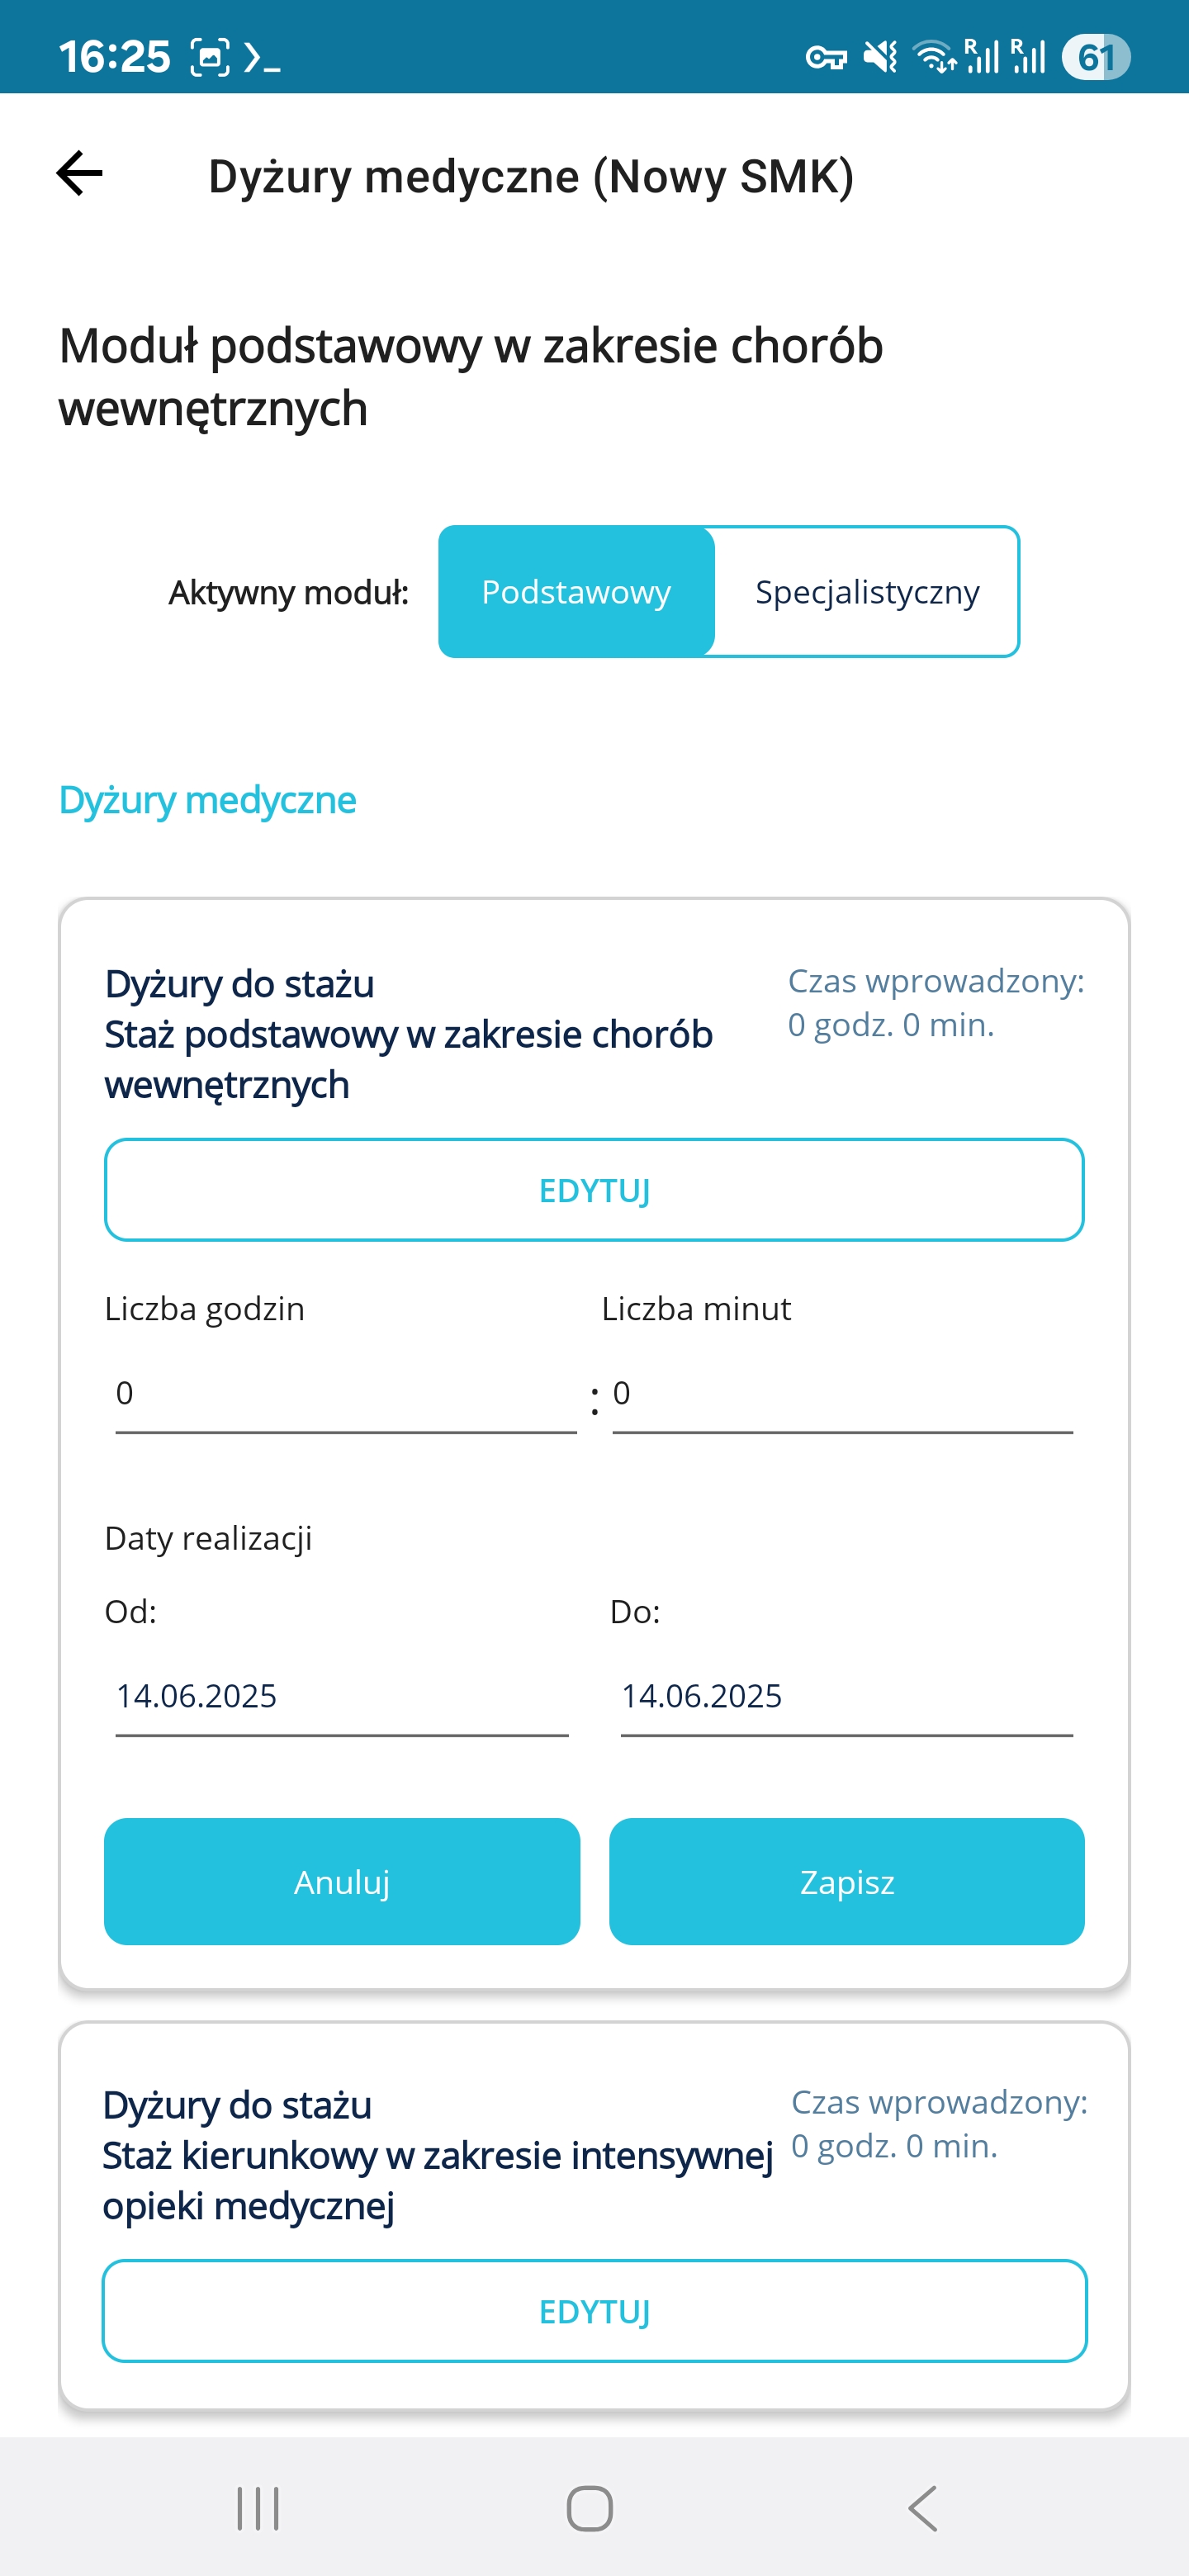 16:25
R R 61
Dyżury medyczne (Nowy SMK)
Moduł podstawowy w zakresie chorób
wewnętrznych
Aktywny moduł: Podstawowy Specjalistyczny
Dyżury medyczne
Dyżury do stażu
Staż podstawowy w zakresie chorób
wewnętrznych
Czas wprowadzony:
0 godz. 0 min.
EDYTUJ
Liczba godzin Liczba minut
0 : 0
Daty realizacji
Od: Do:
14.06.2025 14.06.2025
Anuluj Zapisz
Dyżury do stażu
Staż kierunkowy w zakresie intensywnej
opieki medycznej
Czas wprowadzony:
0 godz. 0 min.
EDYTUJ